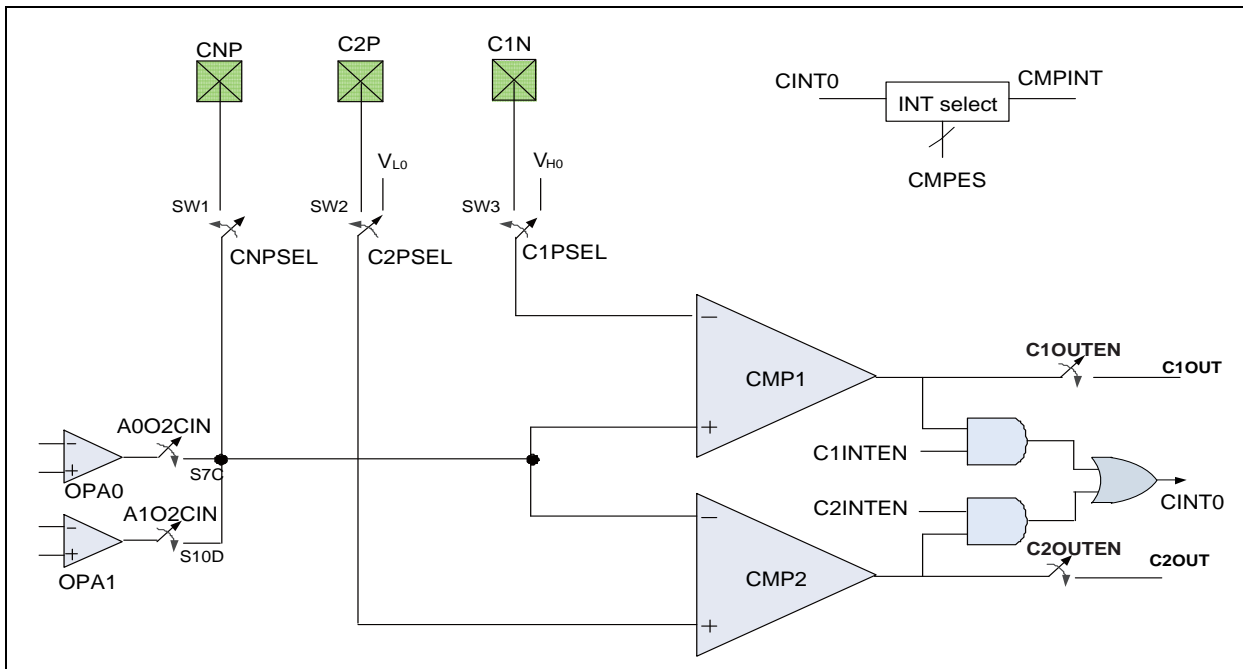 CNP
C2P
C1N
CINT0
INT select
CMPINT
CMPES
VL0
VH0
SW1
SW2
SW3
CNPSEL
C2PSEL
C1PSEL
−
CMP1
+
C1OUTEN
C1OUT
A0O2CIN
−
+
S7C
OPA0
C1INTEN
A1O2CIN
−
+
S10D
OPA1
C2INTEN
CINT0
−
CMP2
+
C2OUTEN
C2OUT